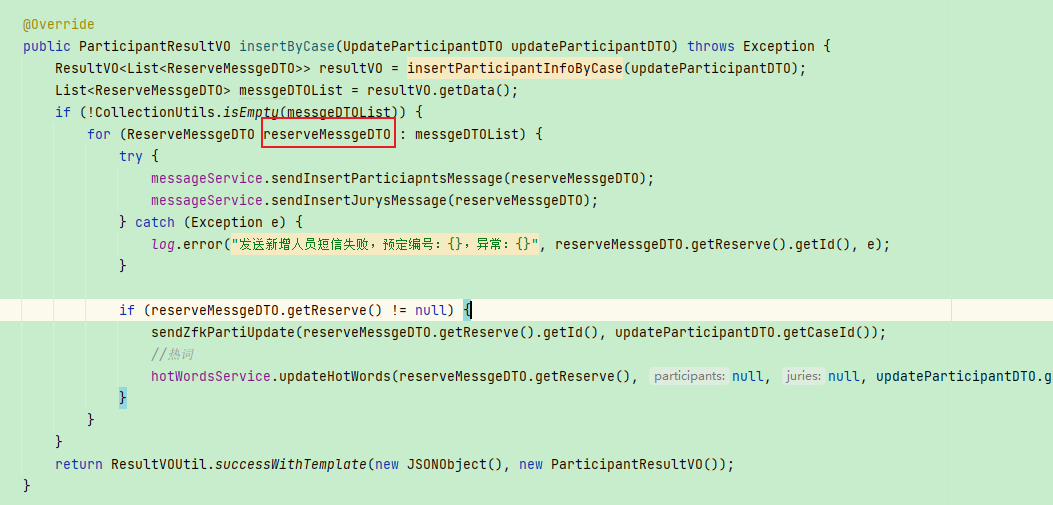 @Override
public ParticipantResultVO insertByCase(UpdateParticipantDTO updateParticipantDTO) throws Exception {
ResultVO<List<ReserveMessgeDTO>> resultVO = insertParticipantInfoByCase(updateParticipantDTO);
List<ReserveMessgeDTO> messgeDTOList = resultVO.getData();
if (!CollectionUtils.isEmpty(messgeDTOList)) {
for (ReserveMessgeDTO reserveMessgeDTO : messgeDTOList) {
try {
messageService.sendInsertParticiapntsMessage(reserveMessgeDTO);
messageService.sendInsertJurysMessage(reserveMessgeDTO);
} catch (Exception e) {
log.error("发送新增人员短信失败，预定编号：{}，异常：{}", reserveMessgeDTO.getReserve().getId(), e);
}
if (reserveMessgeDTO.getReserve() != null) {
sendZfkPartiUpdate(reserveMessgeDTO.getReserve().getId(), updateParticipantDTO.getCaseId());
//热词
hotWordsService.updateHotWords(reserveMessgeDTO.getReserve(), participants: null, juries: null, updateParticipantDTO.g
}
}
}
return ResultVOUtil.successWithTemplate(new JSONObject(), new ParticipantResultVO());
}